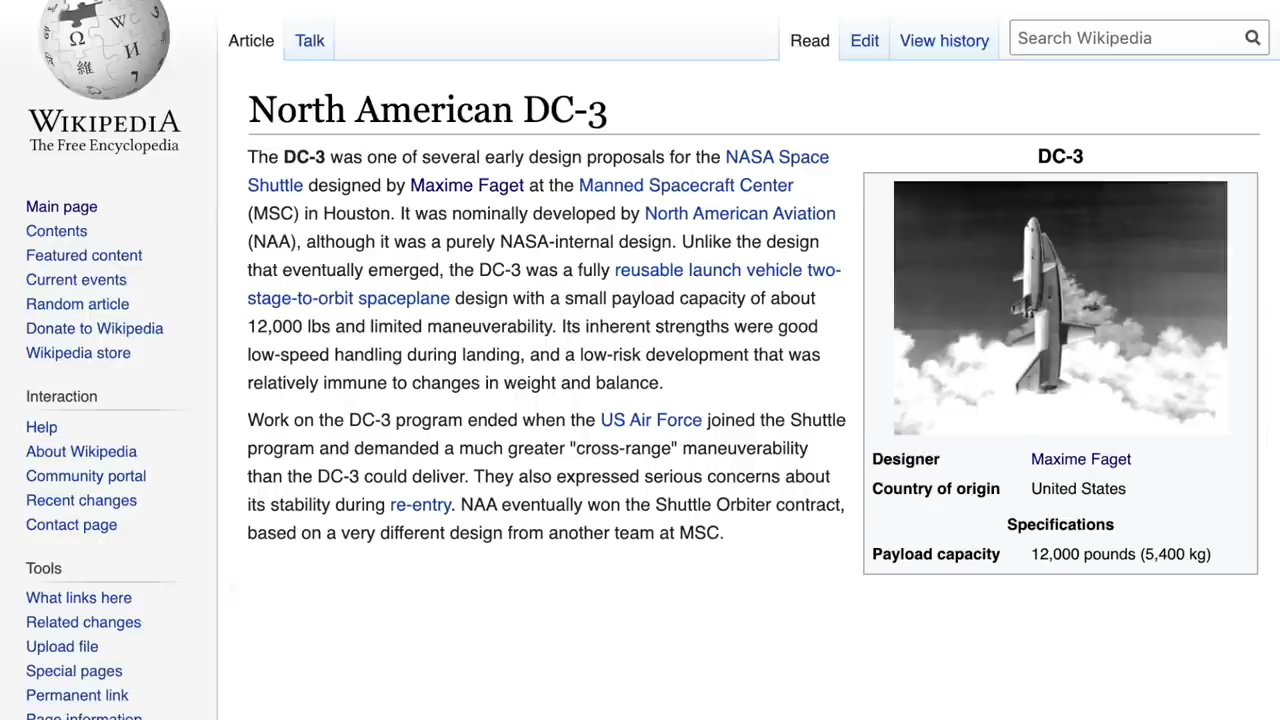 Ω
W
И
維
WIKIPEDIA
The Free Encyclopedia
Main page
Contents
Featured content
Current events
Random article
Donate to Wikipedia
Wikipedia store
Interaction
Help
About Wikipedia
Community portal
Recent changes
Contact page
Tools
What links here
Related changes
Upload file
Special pages
Permanent link
Page information
Article
Talk
Read
Edit
View history
Search Wikipedia
North American DC-3
The DC-3 was one of several early design proposals for the NASA Space
Shuttle designed by Maxime Faget at the Manned Spacecraft Center
(MSC) in Houston. It was nominally developed by North American Aviation
(NAA), although it was a purely NASA-internal design. Unlike the design
that eventually emerged, the DC-3 was a fully reusable launch vehicle two-
stage-to-orbit spaceplane design with a small payload capacity of about
12,000 lbs and limited maneuverability. Its inherent strengths were good
low-speed handling during landing, and a low-risk development that was
relatively immune to changes in weight and balance.
Work on the DC-3 program ended when the US Air Force joined the Shuttle
program and demanded a much greater "cross-range" maneuverability
than the DC-3 could deliver. They also expressed serious concerns about
its stability during re-entry. NAA eventually won the Shuttle Orbiter contract,
based on a very different design from another team at MSC.
DC-3
Designer Maxime Faget
Country of origin United States
Specifications
Payload capacity 12,000 pounds (5,400 kg)